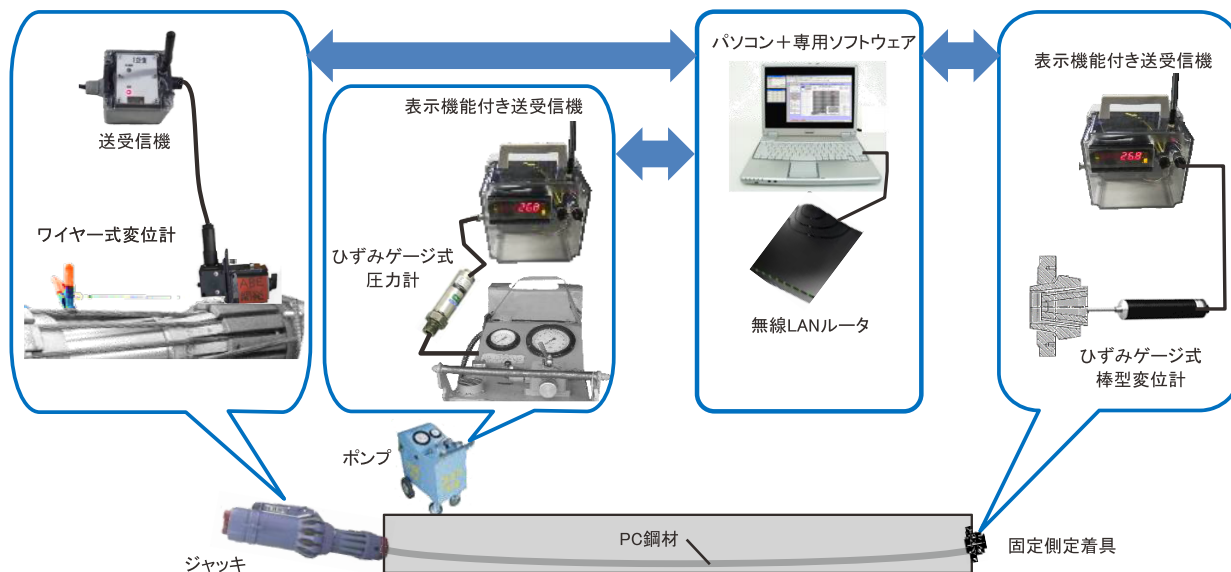 送受信機
ワイヤー式変位計
表示機能付き送受信機
26.8
ひずみゲージ式
圧力計
パソコン＋専用ソフトウェア
無線LANルータ
表示機能付き送受信機
26.8
ひずみゲージ式
棒型変位計
ポンプ
ジャッキ
PC鋼材
固定側定着具